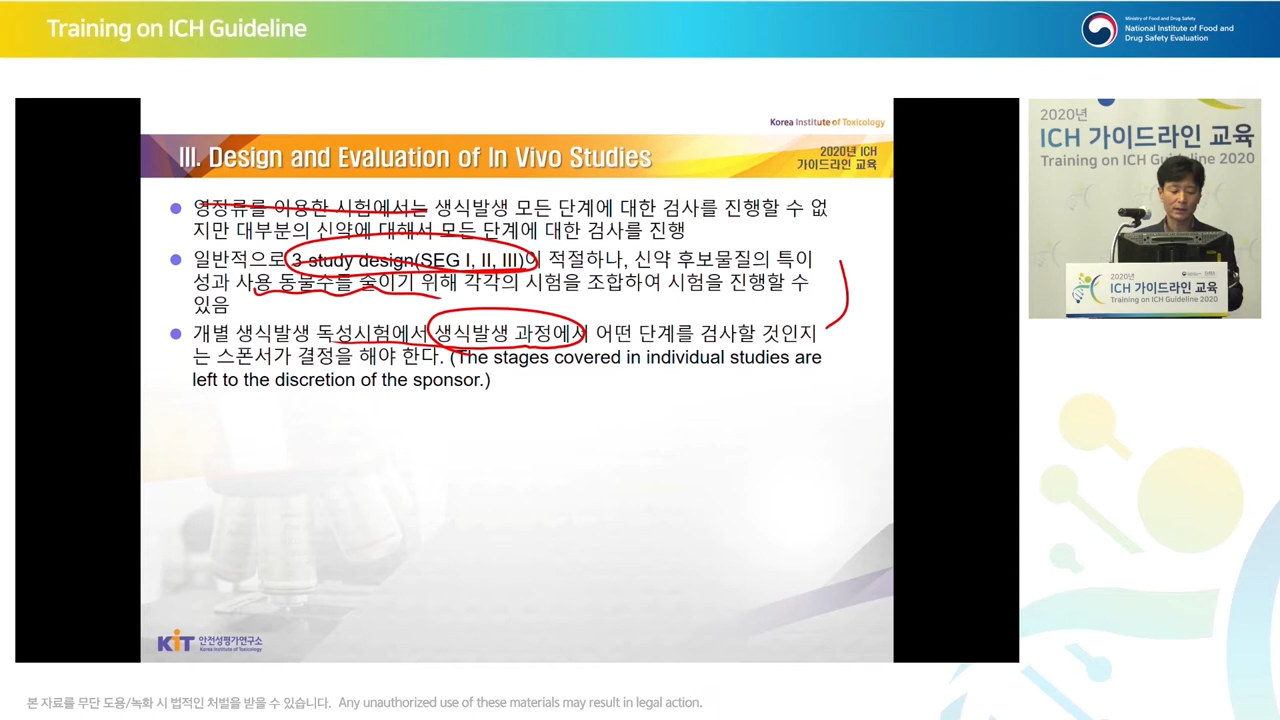 Training on ICH Guideline
Ministry of Food and Drug Safety
National Institute of Food and
Drug Safety Evaluation
Korea Institute of Toxicology
III. Design and Evaluation of In Vivo Studies
2020년 ICH
가이드라인 교육
영장류를 이용한 시험에서는 생식발생 모든 단계에 대한 검사를 진행할 수 없
지만 대부분의 신약에 대해서 모든 단계에 대한 검사를 진행
일반적으로 3 study design(SEG I, II, III)이 적절하나, 신약 후보물질의 특이
성과 사용 동물수를 줄이기 위해 각각의 시험을 조합하여 시험을 진행할 수
있음
개별 생식발생 독성시험에서 생식발생 과정에서 어떤 단계를 검사할 것인지
는 스폰서가 결정을 해야 한다. (The stages covered in individual studies are
left to the discretion of the sponsor.)
KIT 안전성평가연구소
Korea Institute of Toxicology
2020년
ICH 가이드라인 교육
Training on ICH Guideline 2020
2020년
ICH 가이드라인 교육
Training on ICH Guideline 2020
본 자료를 무단 도용/녹화 시 법적인 처벌을 받을 수 있습니다. Any unauthorized use of these materials may result in legal action.